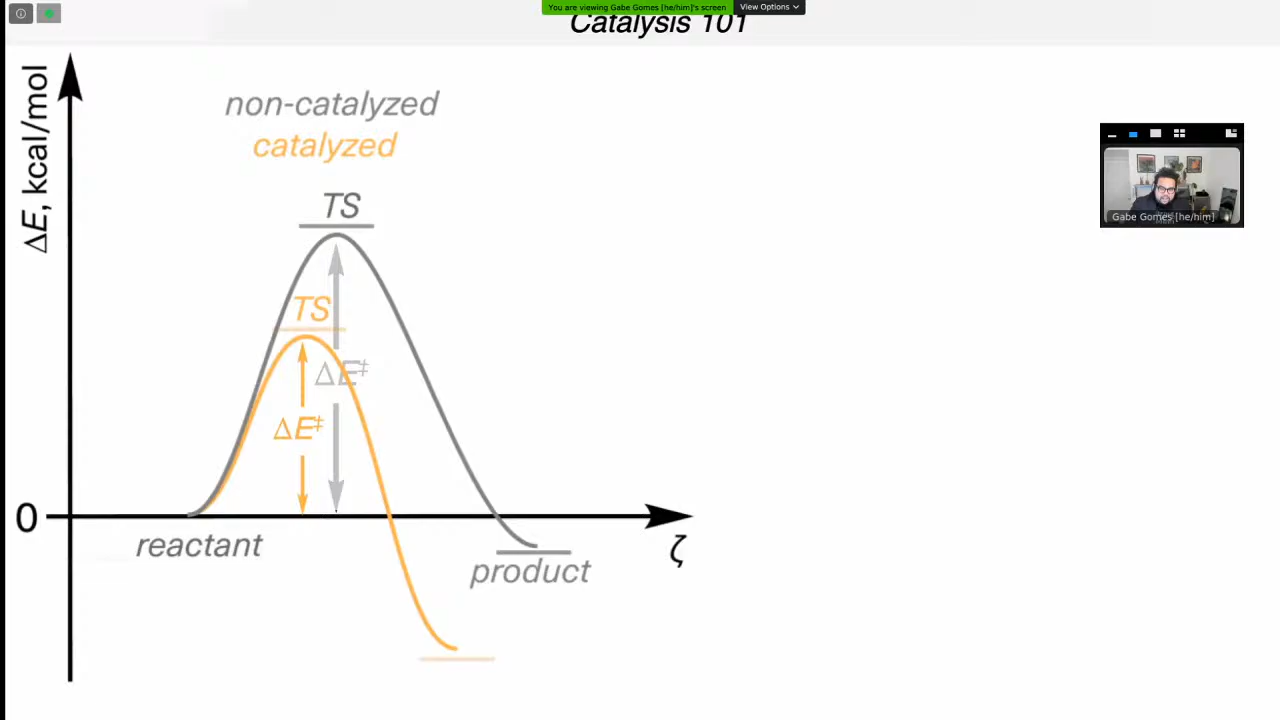 You are viewing Gabe Gomes [he/him]'s screen
View Options
Catalysis 101
ΔE, kcal/mol
non-catalyzed
catalyzed
TS
TS
ΔE‡
ΔE‡
0
reactant
ζ
product
Gabe Gomes [he/him]